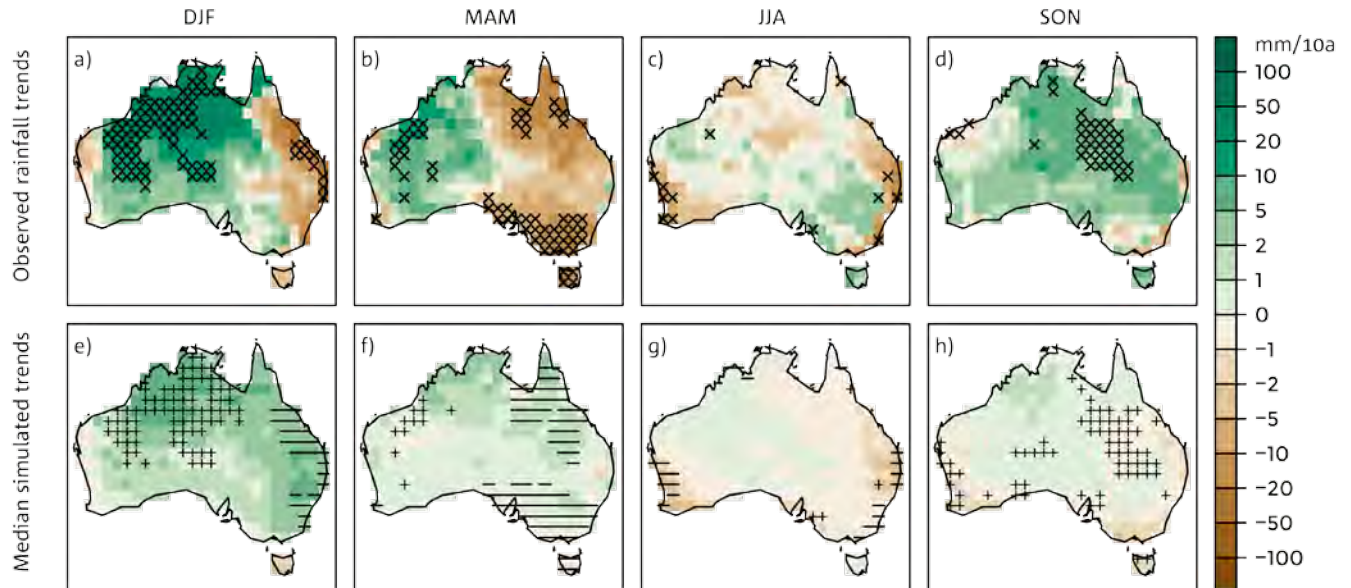 DJF MAM JJA SON
Observed rainfall trends
a) b) c) d)
mm/10a
100
50
20
10
5
2
1
0
−1
−2
−5
−10
−20
−50
−100
Median simulated trends
e) f) g) h)